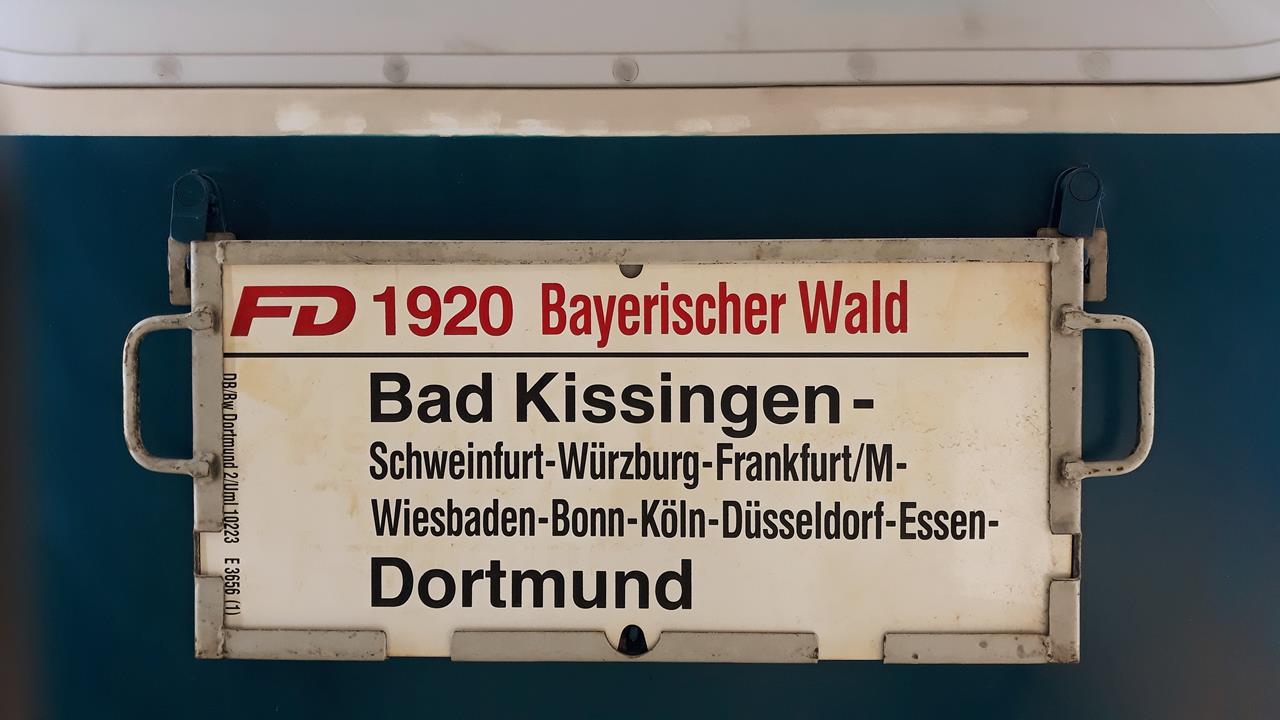 FD 1920 Bayerischer Wald
Bad Kissingen-
Schweinfurt-Würzburg-Frankfurt/M-
Wiesbaden-Bonn-Köln-Düsseldorf-Essen-
Dortmund
DB/Bw Dortmund 2/Uml 10223 E 3656 (1)